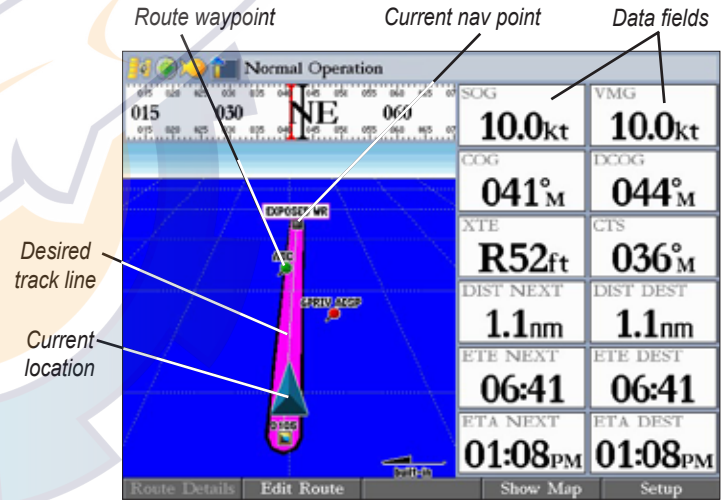 Route waypoint
Current nav point
Data fields
Normal Operation
015 030 NE 060
SOG
10.0kt
VMG
10.0kt
COG
041°M
DCOG
044°M
XTE
R52ft
CTS
036°M
DIST NEXT
1.1nm
DIST DEST
1.1nm
ETE NEXT
06:41
ETE DEST
06:41
ETA NEXT
01:08PM
ETA DEST
01:08PM
EXPOSED WR
Desired
track line
Current
location
0105
Route Details
Edit Route
Show Map
Setup